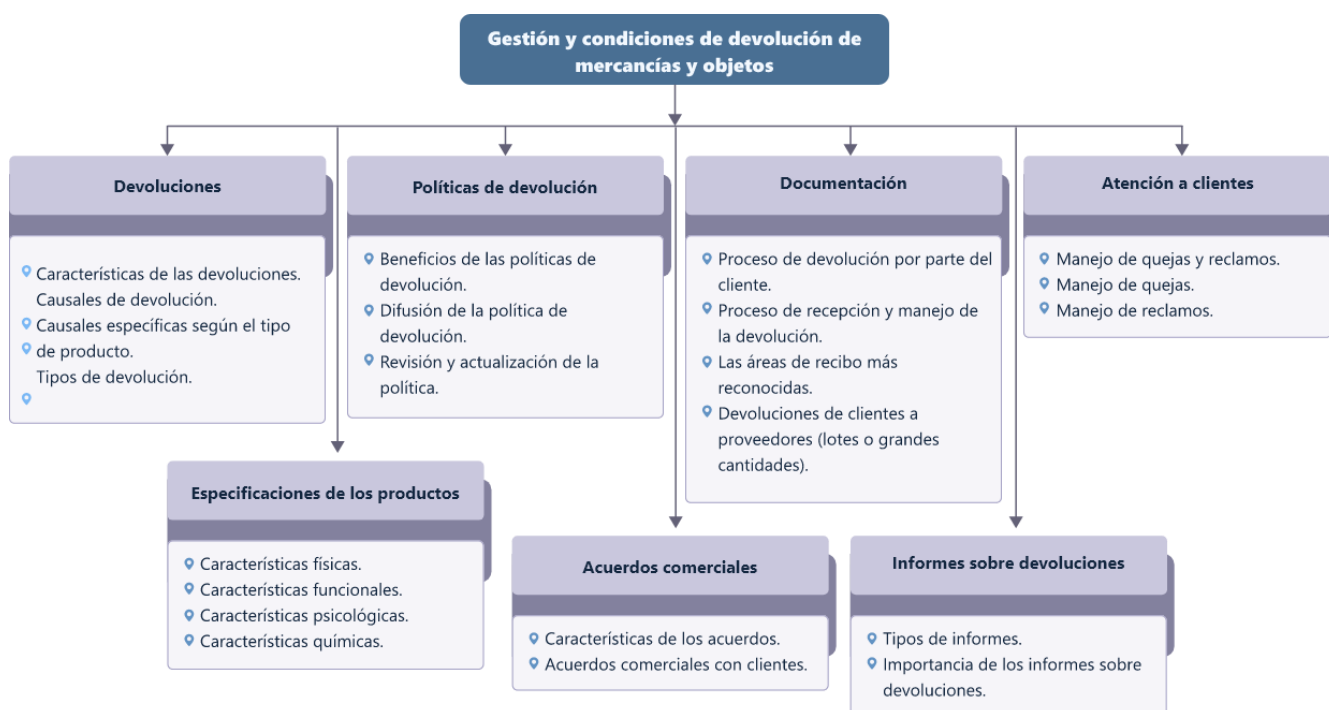 Gestión y condiciones de devolución de
mercancías y objetos
Devoluciones
Características de las devoluciones.
Causales de devolución.
Causales específicas según el tipo
de producto.
Tipos de devolución.
Políticas de devolución
Beneficios de las políticas de
devolución.
Difusión de la política de
devolución.
Revisión y actualización de la
política.
Documentación
Proceso de devolución por parte del
cliente.
Proceso de recepción y manejo de
la devolución.
Las áreas de recibo más
reconocidas.
Devoluciones de clientes a
proveedores (lotes o grandes
cantidades).
Atención a clientes
Manejo de quejas y reclamos.
Manejo de quejas.
Manejo de reclamos.
Especificaciones de los productos
Características físicas.
Características funcionales.
Características psicológicas.
Características químicas.
Acuerdos comerciales
Características de los acuerdos.
Acuerdos comerciales con clientes.
Informes sobre devoluciones
Tipos de informes.
Importancia de los informes sobre
devoluciones.